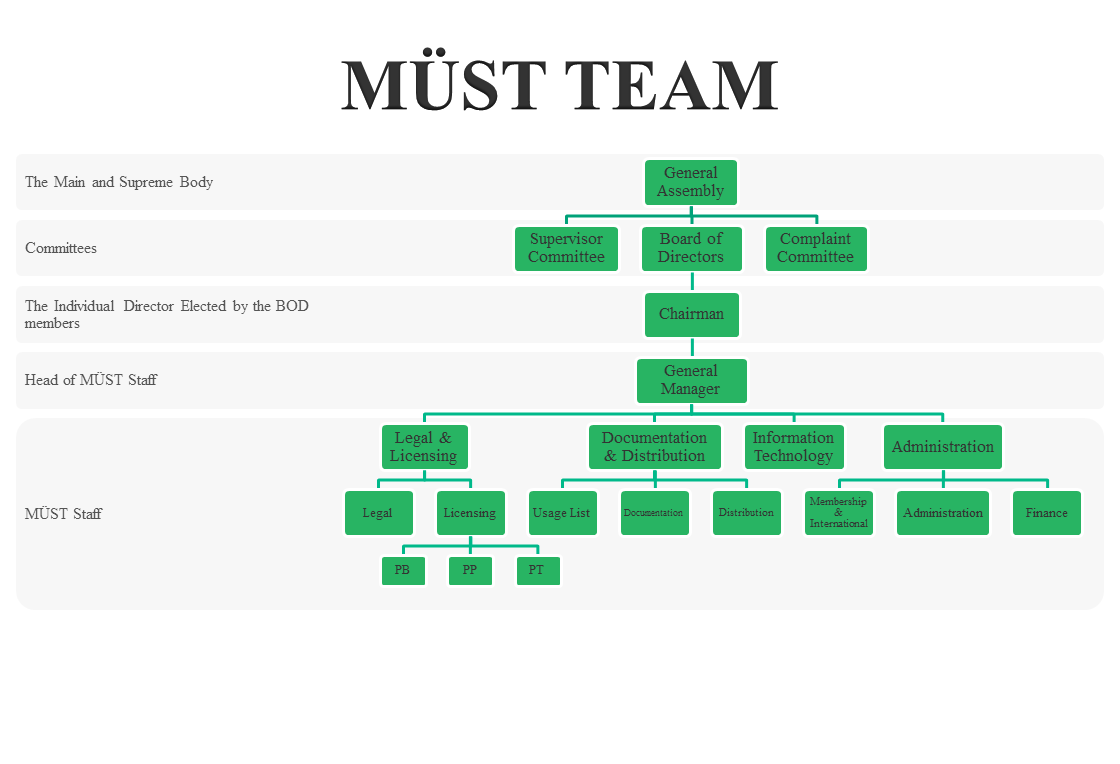 MÜST TEAM
The Main and Supreme Body
General
Assembly
Committees
Supervisor
Committee
Board of
Directors
Complaint
Committee
The Individual Director Elected by the BOD
members
Chairman
Head of MÜST Staff
General
Manager
MÜST Staff
Legal &
Licensing
Documentation
& Distribution
Information
Technology
Administration
Legal
Licensing
Usage List
Documentation
Distribution
Membership
&
International
Administration
Finance
PB
PP
PT